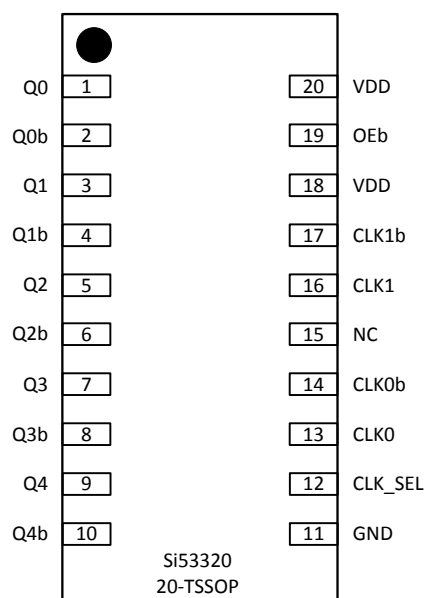 Q0 1 20 VDD
Q0b 2 19 OEb
Q1 3 18 VDD
Q1b 4 17 CLK1b
Q2 5 16 CLK1
Q2b 6 15 NC
Q3 7 14 CLK0b
Q3b 8 13 CLK0
Q4 9 12 CLK_SEL
Q4b 10 11 GND
Si53320
20-TSSOP